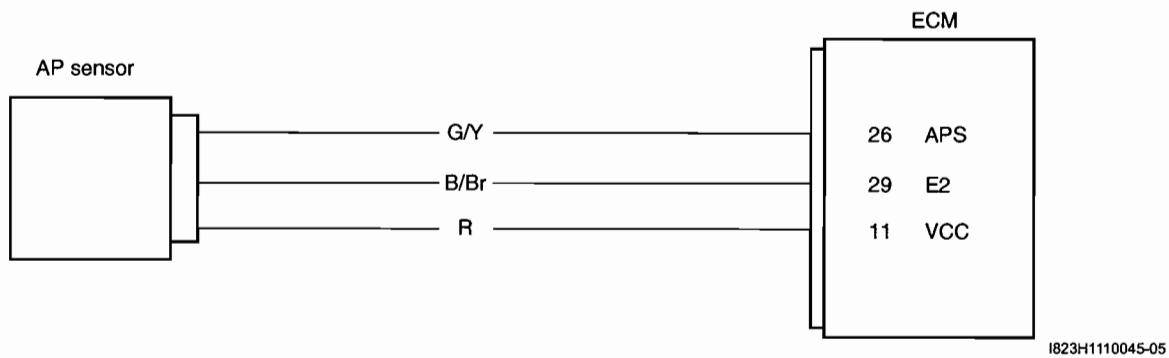 ECM
AP sensor
G/Y
26 APS
B/Br
29 E2
R
11 VCC
I823H1110045-05